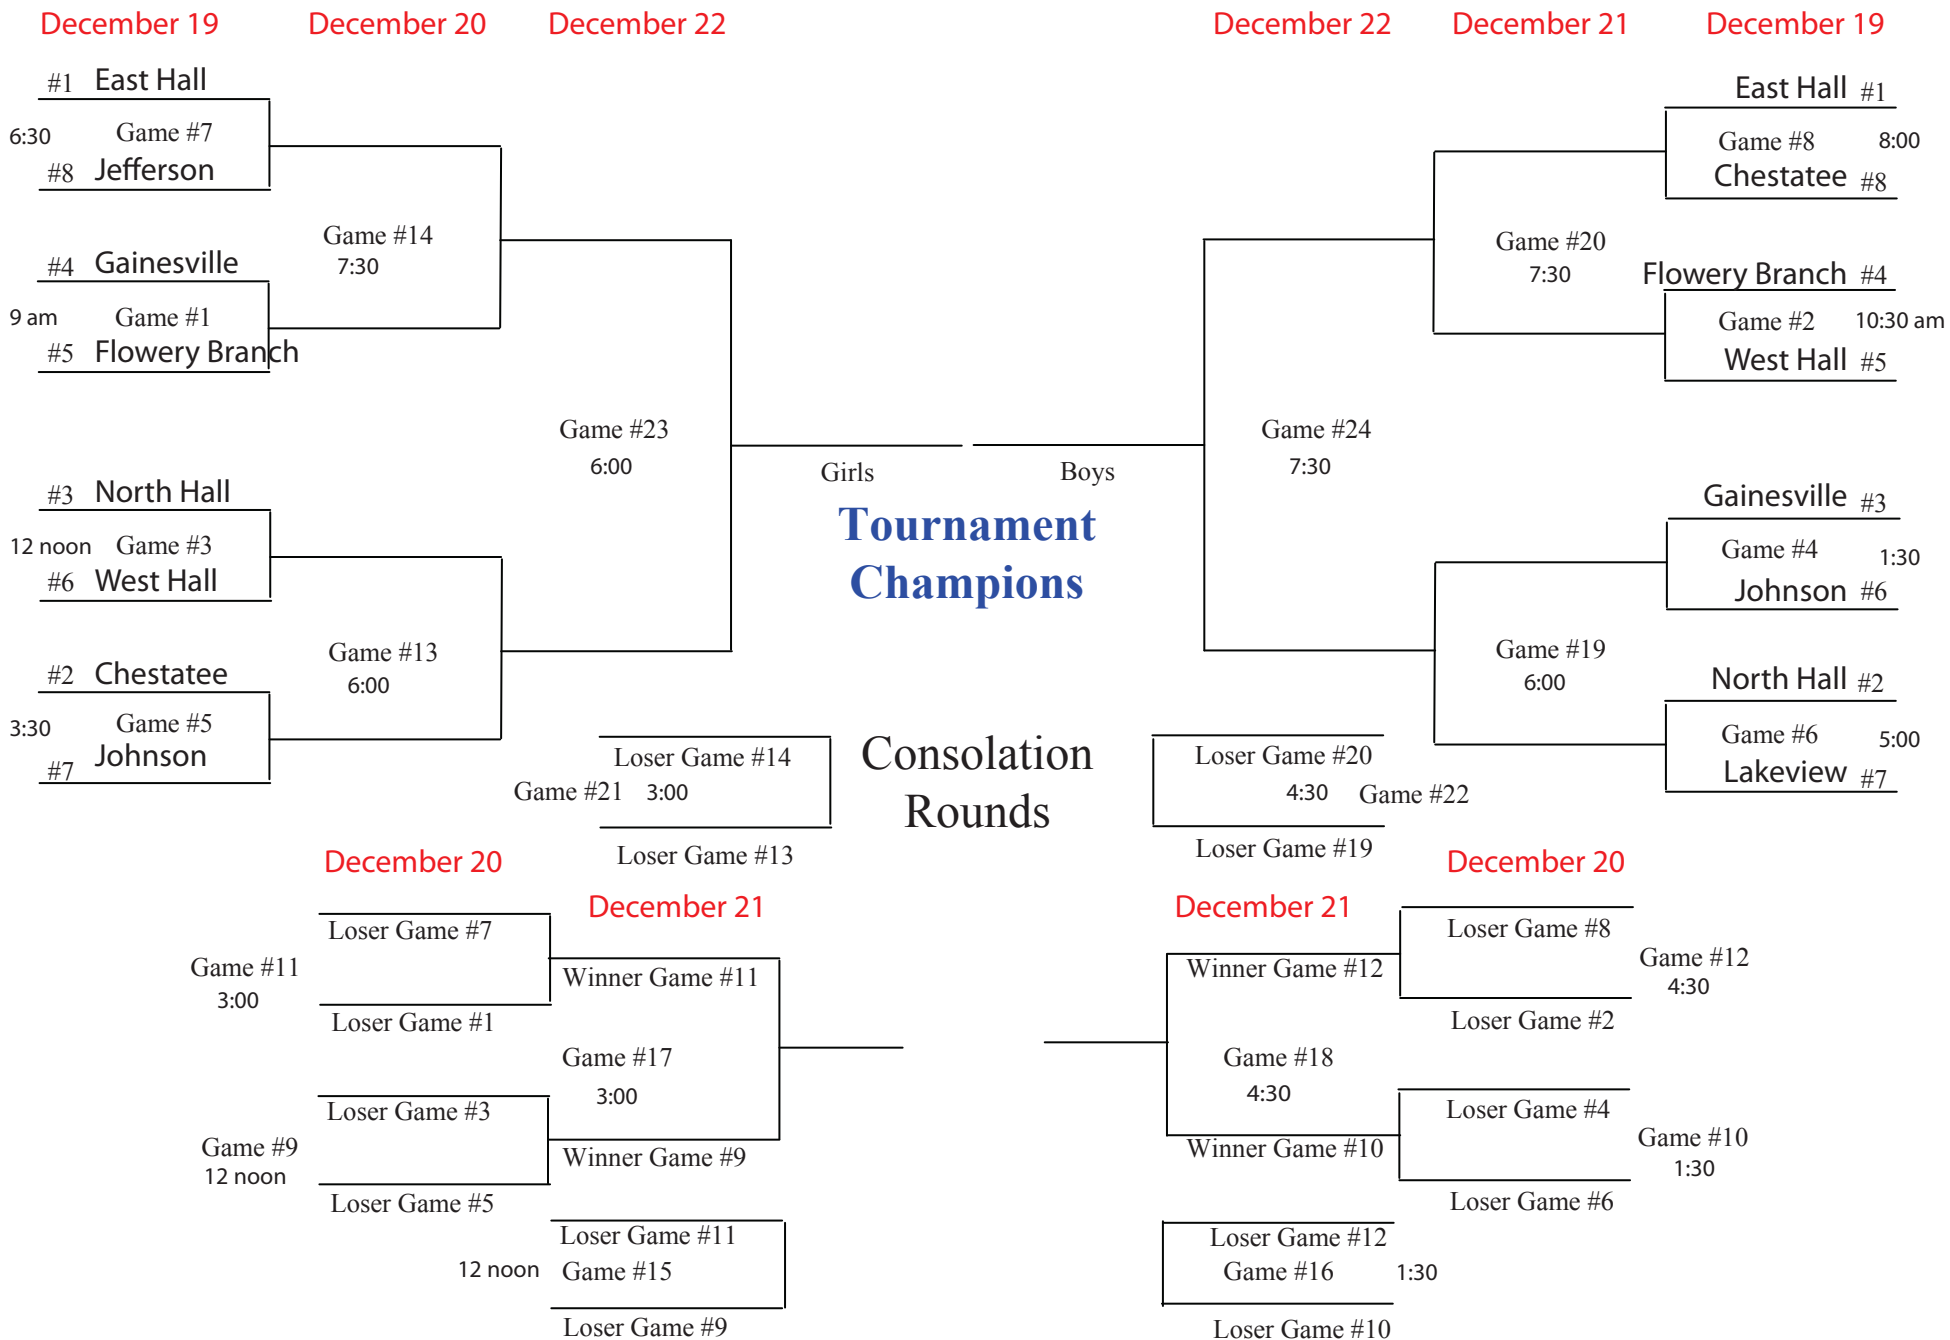 December 19
December 20
December 22
December 22
December 21
December 19
#1 East Hall
6:30 Game #7
#8 Jefferson
Game #14
7:30
#4 Gainesville
9 am Game #1
#5 Flowery Branch
Game #23
6:00
#3 North Hall
12 noon Game #3
#6 West Hall
Game #13
6:00
#2 Chestatee
3:30 Game #5
Johnson
#7
Girls
Boys
Tournament
Champions
East Hall #1
Game #8 8:00
Chestatee #8
Game #20
7:30
Flowery Branch #4
Game #2 10:30 am
West Hall #5
Game #24
7:30
Gainesville #3
Game #4 1:30
Johnson #6
Game #19
6:00
North Hall #2
Game #6 5:00
Lakeview #7
Consolation
Rounds
Loser Game #14
Game #21 3:00
Loser Game #13
Loser Game #20
4:30 Game #22
Loser Game #19
December 20
December 21
Loser Game #7
Game #11
3:00
Loser Game #1
Winner Game #11
Game #17
3:00
Loser Game #3
Game #9
12 noon
Loser Game #5
Winner Game #9
Loser Game #11
12 noon Game #15
Loser Game #9
December 21
December 20
Loser Game #8
Game #12
4:30
Loser Game #2
Winner Game #12
Game #18
4:30
Loser Game #4
Game #10
1:30
Loser Game #6
Winner Game #10
Loser Game #12
Game #16 1:30
Loser Game #10